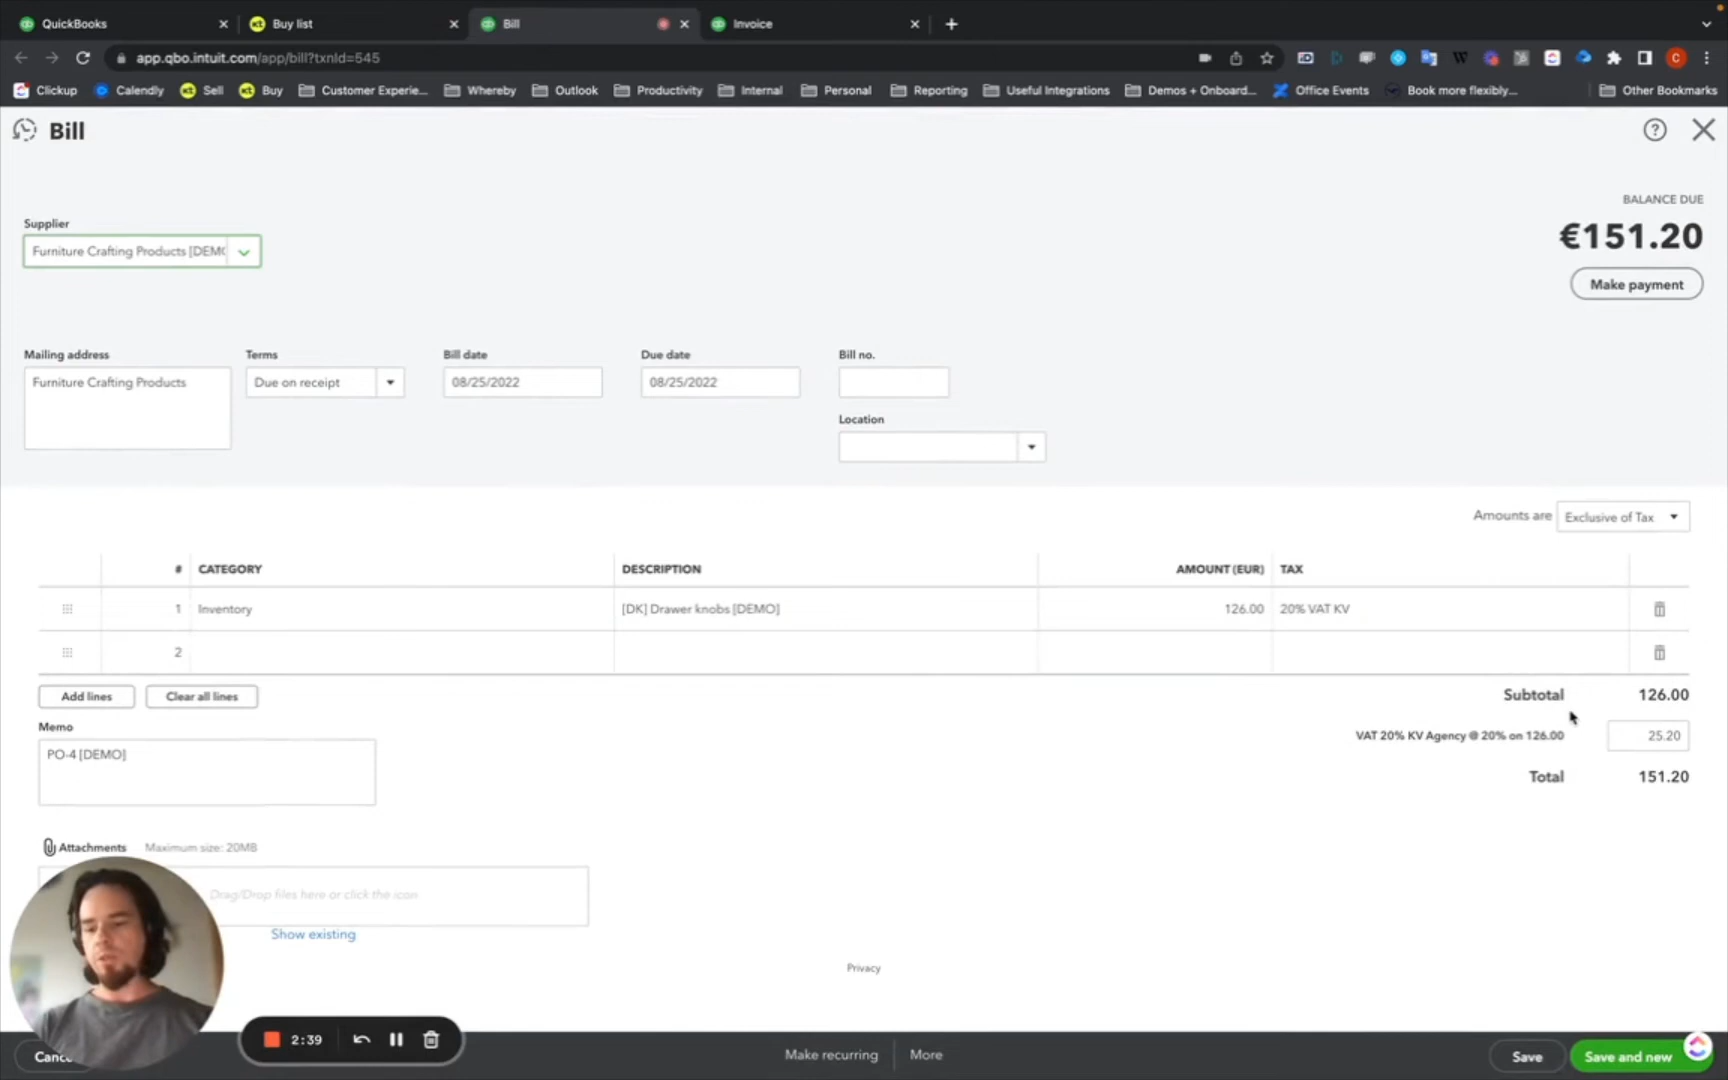 QuickBooks
Buy list
Bill
Invoice
app.qbo.intuit.com/app/bill?txnId=545
Clickup
Calendly
Sell
Buy
Customer Experie...
Whereby
Outlook
Productivity
Internal
Personal
Reporting
Useful Integrations
Demos + Onboard...
Office Events
Book more flexibly...
Other Bookmarks
Bill
BALANCE DUE
Supplier
€151.20
Furniture Crafting Products [DEMO
Make payment
Mailing address
Terms
Bill date
Due date
Bill no.
Furniture Crafting Products
Due on receipt
08/25/2022
08/25/2022
Location
Amounts are
Exclusive of Tax
# CATEGORY DESCRIPTION AMOUNT (EUR) TAX
1 Inventory [DK] Drawer knobs [DEMO] 126.00 20% VAT KV
2
Add lines
Clear all lines
Subtotal 126.00
Memo
VAT 20% KV Agency @ 20% on 126.00 25.20
PO-4 [DEMO]
Total 151.20
Attachments Maximum size: 20MB
Drag/Drop files here or click the icon
Show existing
Privacy
2:39
Make recurring
More
Save
Save and new